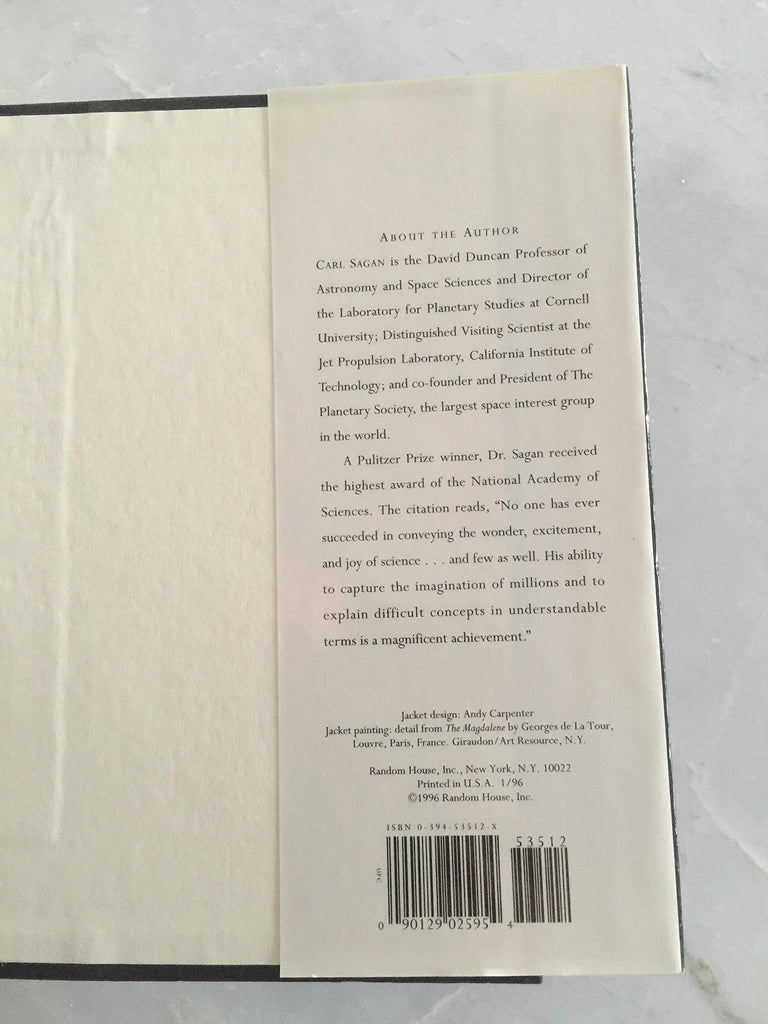 ABOUT THE AUTHOR
CARL SAGAN is the David Duncan Professor of
Astronomy and Space Sciences and Director of
the Laboratory for Planetary Studies at Cornell
University; Distinguished Visiting Scientist at the
Jet Propulsion Laboratory, California Institute of
Technology; and co-founder and President of The
Planetary Society, the largest space interest group
in the world.
A Pulitzer Prize winner, Dr. Sagan received
the highest award of the National Academy of
Sciences. The citation reads, “No one has ever
succeeded in conveying the wonder, excitement,
and joy of science . . . and few as well. His ability
to capture the imagination of millions and to
explain difficult concepts in understandable
terms is a magnificent achievement.”
Jacket design: Andy Carpenter
Jacket painting: detail from The Magdalene by Georges de La Tour,
Louvre, Paris, France. Giraudon/Art Resource, N.Y.
Random House, Inc., New York, N.Y. 10022
Printed in U.S.A. 1/96
©1996 Random House, Inc.
ISBN 0-394-53512-X
53512
UPC
0 90129 02595 4